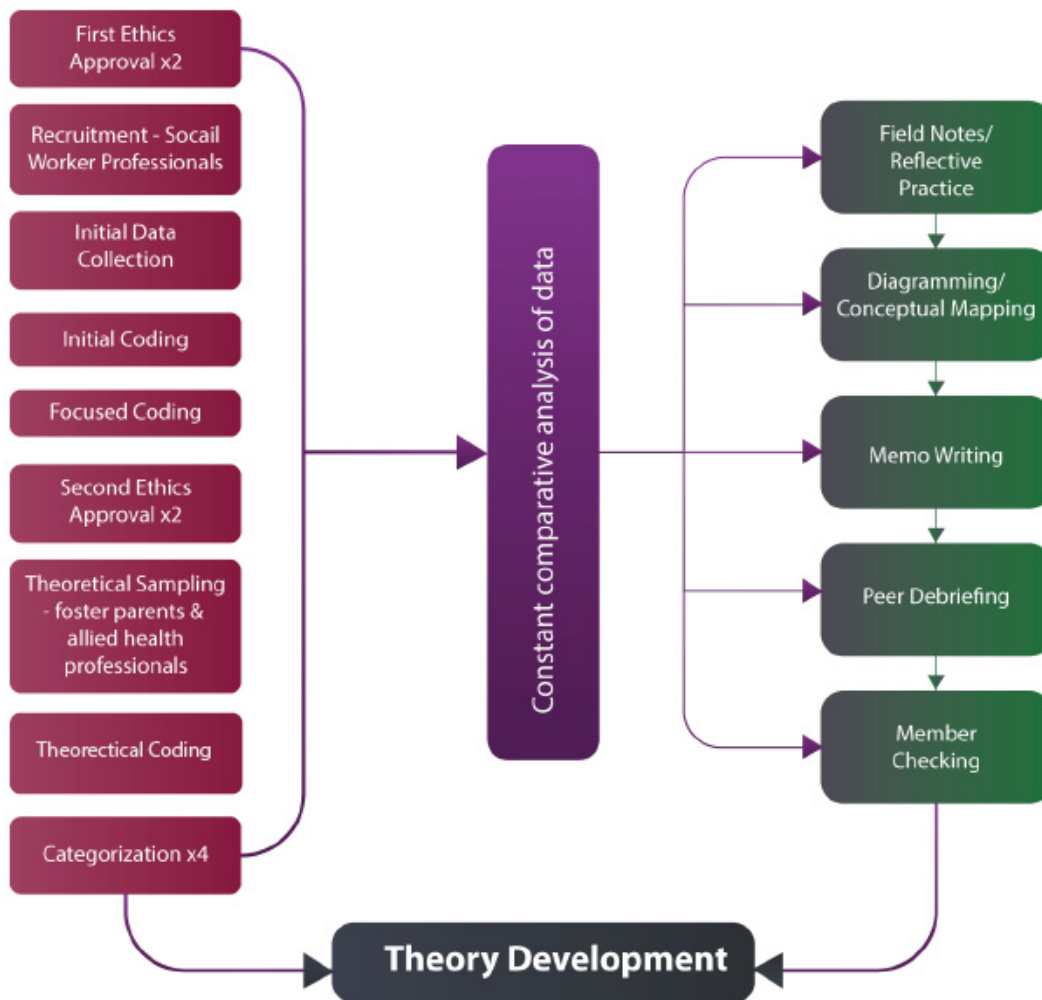 First Ethics
Approval x2
Recruitment - Socail
Worker Professionals
Initial Data
Collection
Initial Coding
Focused Coding
Second Ethics
Approval x2
Theoretical Sampling
- foster parents &
allied health
professionals
Theorectical Coding
Categorization x4
Constant comparative analysis of data
Field Notes/
Reflective
Practice
Diagramming/
Conceptual Mapping
Memo Writing
Peer Debriefing
Member
Checking
Theory Development